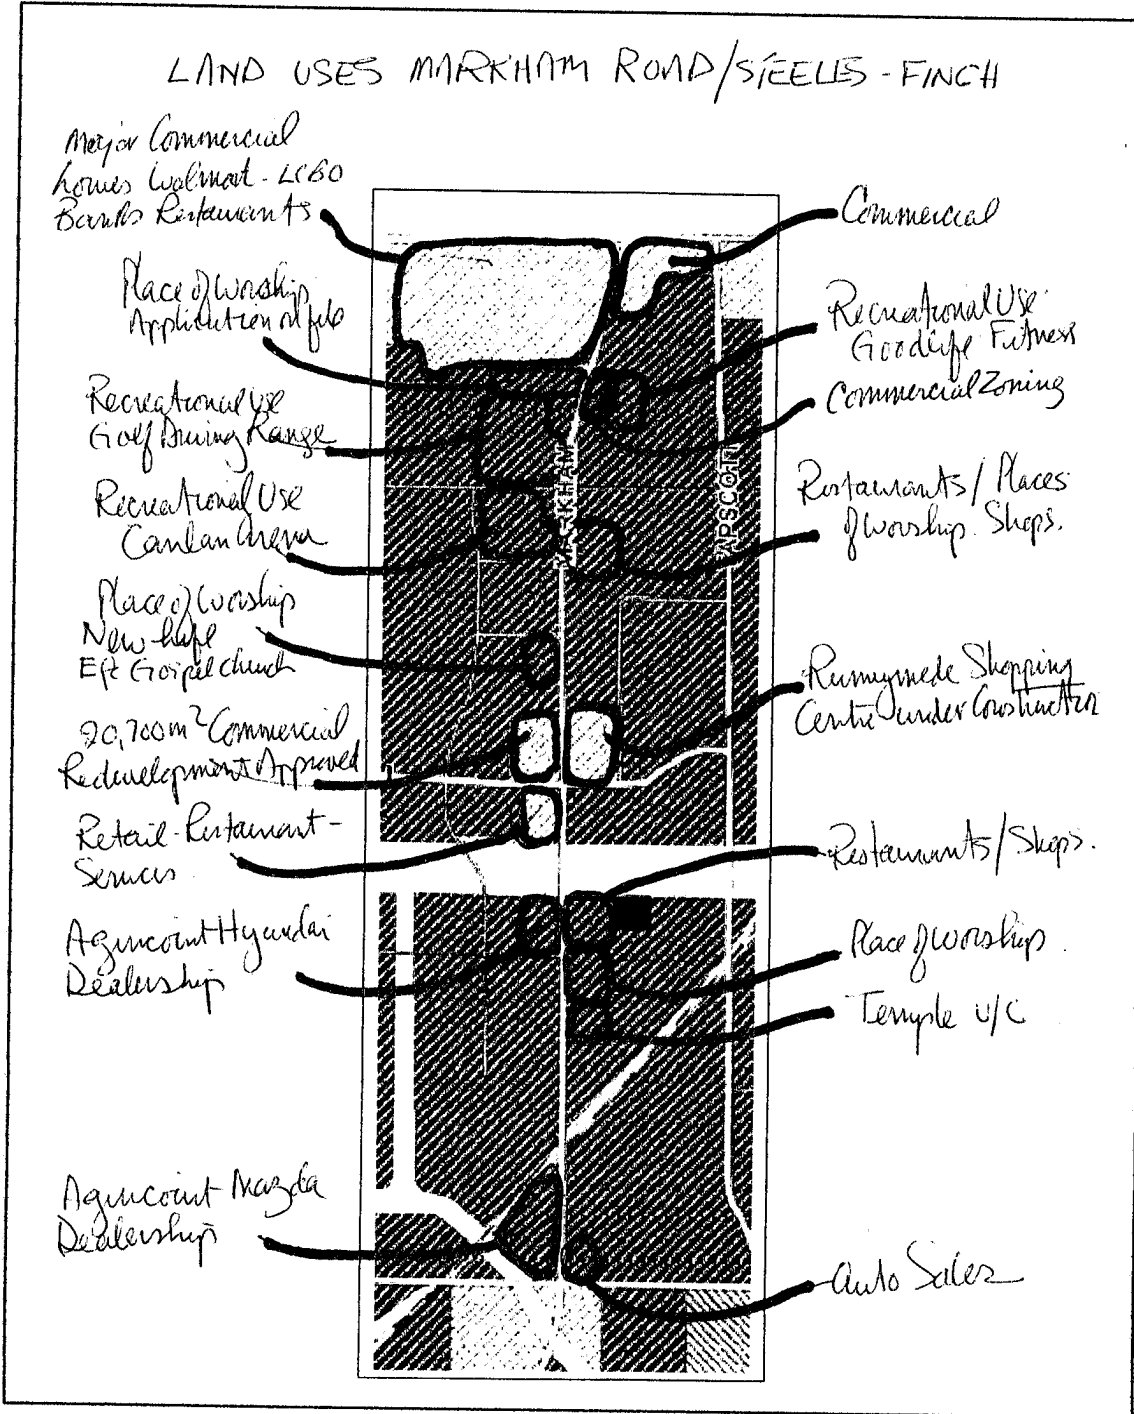 LAND USES MARKHAM ROAD/STEELES - FINCH
Major Commercial
Lowes Walmart - LCBO
Banks Restaurants
Place of Worship
Application on file
Recreational Use
Golf Driving Range
Recreational Use
Canlan Arena
Place of Worship
New Life
Gospel Church
20,700m² Commercial
Redevelopment Approved
Retail-Restaurant-
Services
Agincourt Hyundai
Dealership
Agincourt Mazda
Dealership
Commercial
Recreational Use
Goodlife Fitness
Commercial Zoning
Restaurants / Places
of Worship. Shops.
Runnymede Shopping
Centre under Construction
Restaurants/Shops.
Place of Worship.
Temple U/C
Auto Sales
MARKHAM
TAPSCOTT